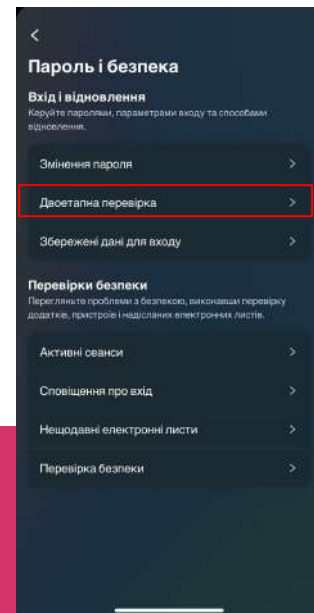 Пароль і безпека
Вхід і відновлення
Керуйте паролями, параметрами входу та способами
відновлення.
Змінення пароля
Двоетапна перевірка
Збережені дані для входу
Перевірки безпеки
Перегляньте проблеми з безпекою, виконавши перевірку
додатків, пристроїв і надісланих електронних листів.
Активні сеанси
Сповіщення про вхід
Нещодавні електронні листи
Перевірка безпеки